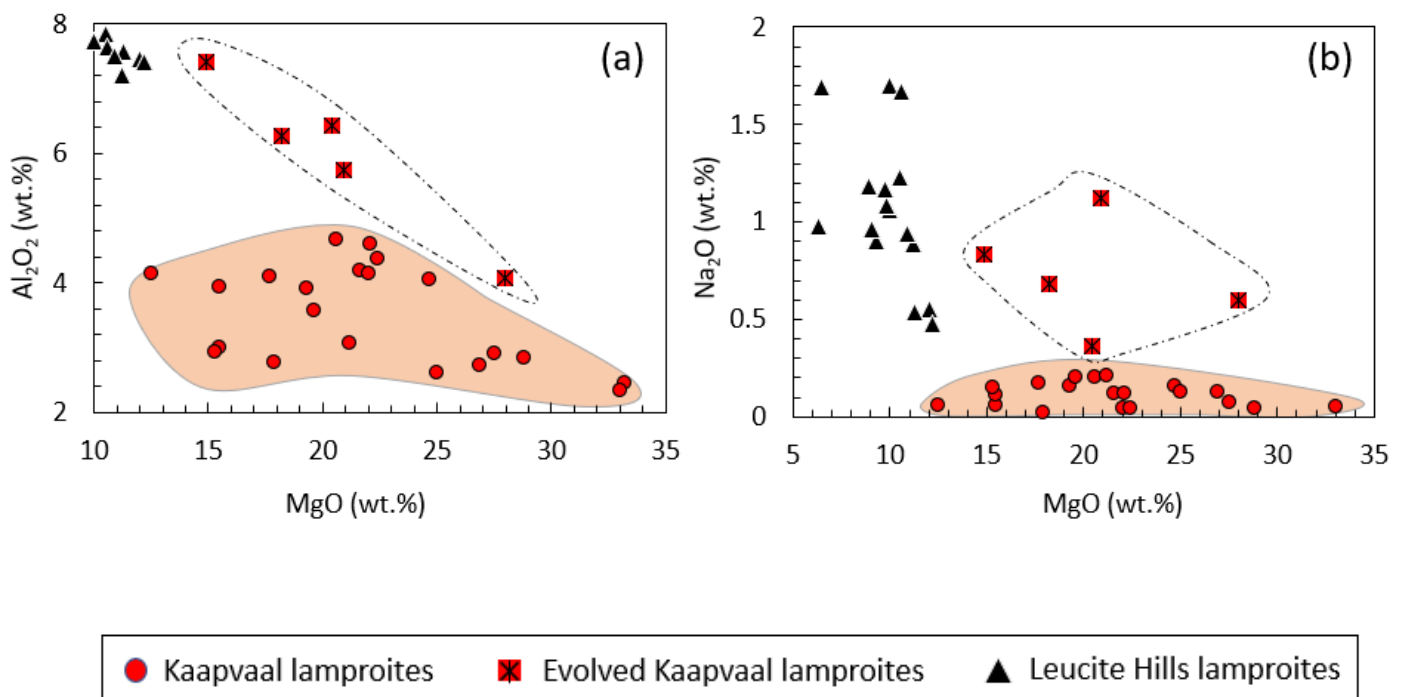 (a)
Al₂O₂ (wt.%)
8
6
4
2
10 15 20 25 30 35
MgO (wt.%)
(b)
Na₂O (wt.%)
2
1.5
1
0.5
0
5 10 15 20 25 30 35
MgO (wt.%)
Kaapvaal lamproites
Evolved Kaapvaal lamproites
Leucite Hills lamproites